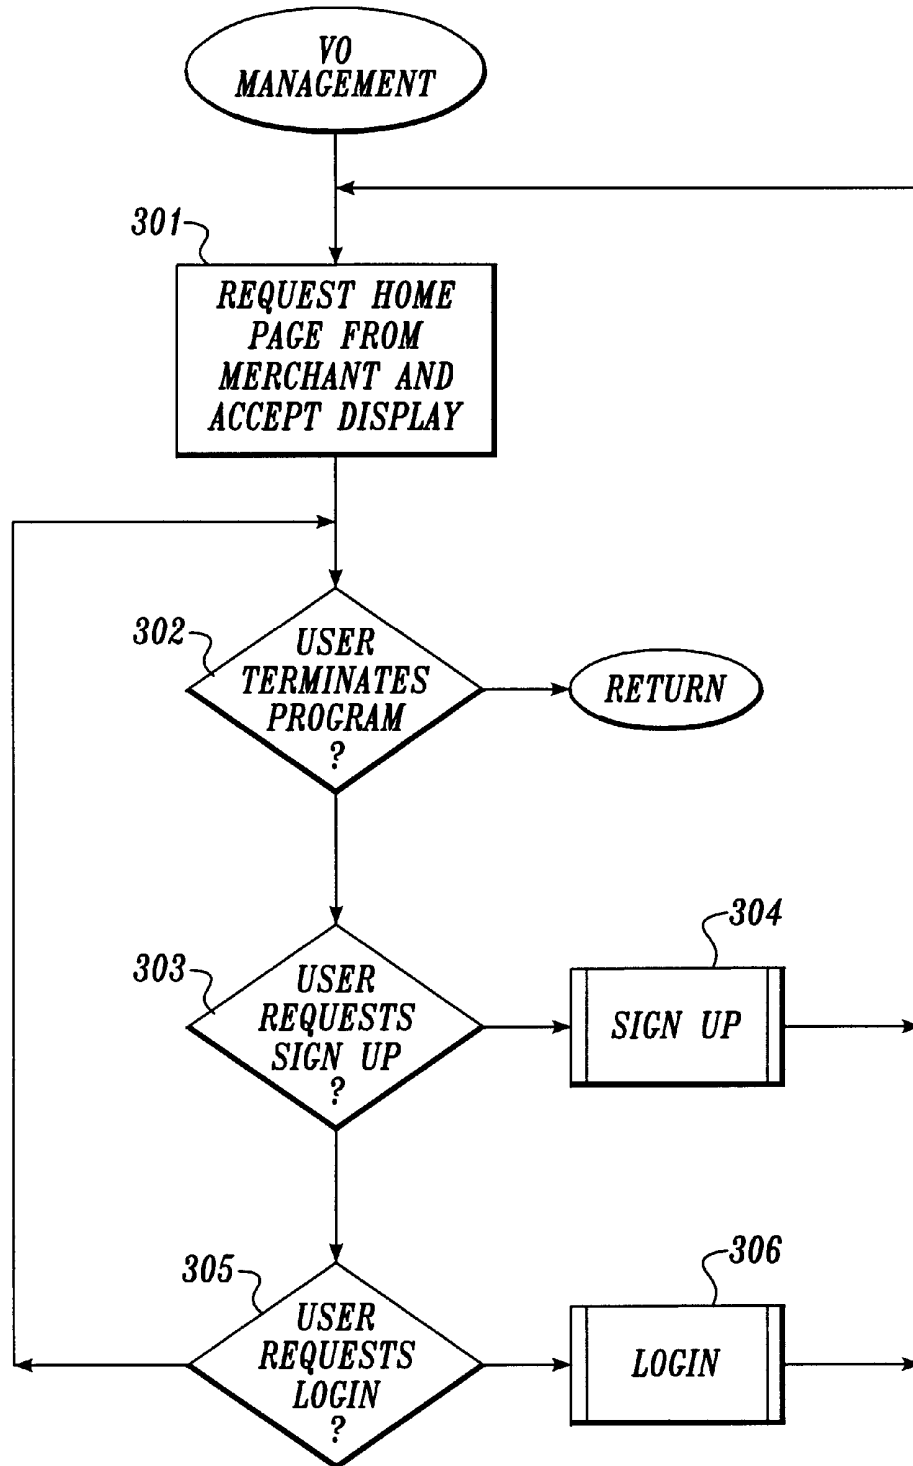 VO
MANAGEMENT
301
REQUEST HOME
PAGE FROM
MERCHANT AND
ACCEPT DISPLAY
302
USER
TERMINATES
PROGRAM
?
RETURN
303
USER
REQUESTS
SIGN UP
?
304
SIGN UP
305
USER
REQUESTS
LOGIN
?
306
LOGIN